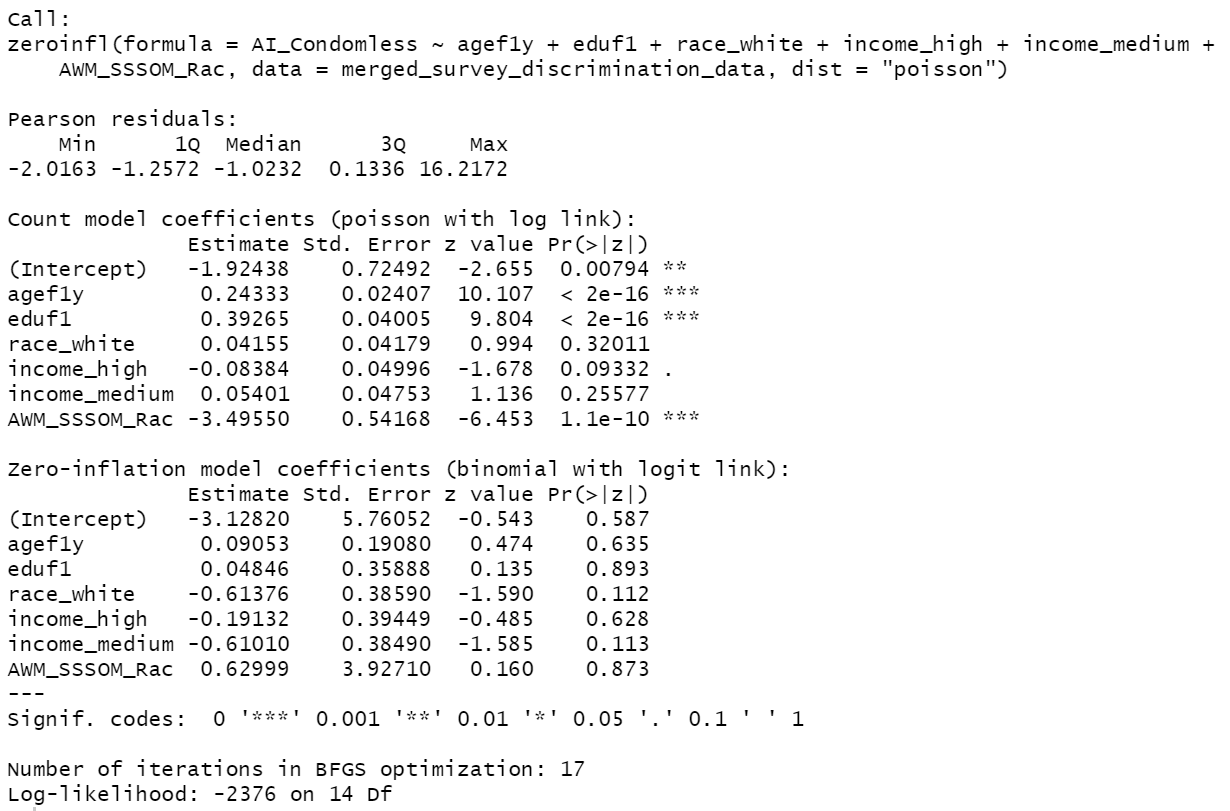 Call:
zeroinfl(formula = AI_Condomless ~ agef1y + eduf1 + race_white + income_high + income_medium +
    AWM_SSSOM_Rac, data = merged_survey_discrimination_data, dist = "poisson")

Pearson residuals:
    Min      1Q  Median      3Q     Max
-2.0163 -1.2572 -1.0232  0.1336 16.2172

Count model coefficients (poisson with log link):
              Estimate Std. Error z value Pr(>|z|)
(Intercept)   -1.92438    0.72492  -2.655  0.00794 **
agef1y         0.24333    0.02407  10.107  < 2e-16 ***
eduf1          0.39265    0.04005   9.804  < 2e-16 ***
race_white     0.04155    0.04179   0.994  0.32011
income_high   -0.08384    0.04996  -1.678  0.09332 .
income_medium  0.05401    0.04753   1.136  0.25577
AWM_SSSOM_Rac -3.49550    0.54168  -6.453  1.1e-10 ***

Zero-inflation model coefficients (binomial with logit link):
              Estimate Std. Error z value Pr(>|z|)
(Intercept)   -3.12820    5.76052  -0.543    0.587
agef1y         0.09053    0.19080   0.474    0.635
eduf1          0.04846    0.35888   0.135    0.893
race_white    -0.61376    0.38590  -1.590    0.112
income_high   -0.19132    0.39449  -0.485    0.628
income_medium -0.61010    0.38490  -1.585    0.113
AWM_SSSOM_Rac  0.62999    3.92710   0.160    0.873
---
Signif. codes:  0 '***' 0.001 '**' 0.01 '*' 0.05 '.' 0.1 ' ' 1

Number of iterations in BFGS optimization: 17
Log-likelihood: -2376 on 14 Df